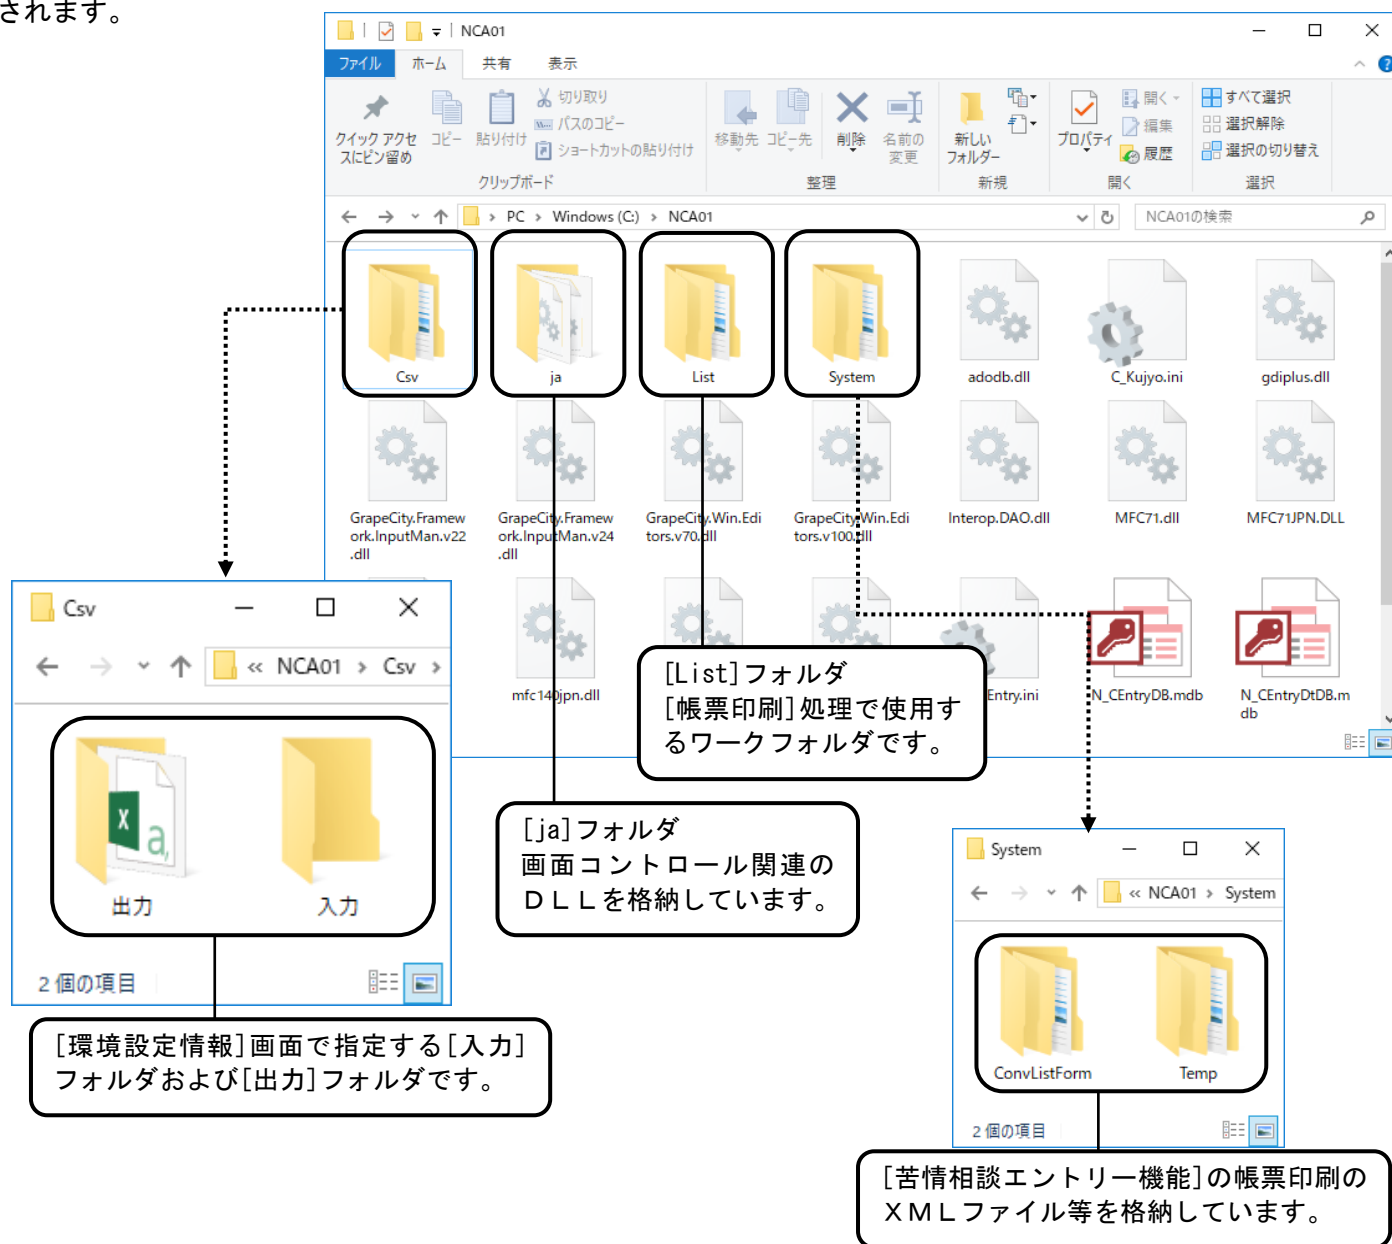 されます。
NCA01
ファイル ホーム 共有 表示
クイック アクセスにピン留め
コピー
貼り付け
切り取り
パスのコピー
ショートカットの貼り付け
移動先
コピー先
削除
名前の変更
新しいフォルダー
プロパティ
開く
編集
履歴
すべて選択
選択解除
選択の切り替え
クリップボード 整理 新規 開く 選択
PC > Windows (C:) > NCA01
NCA01の検索
Csv ja List System adodb.dll C_Kujyo.ini gdiplus.dll
GrapeCity.Framework.InputMan.v22.dll
GrapeCity.Framework.InputMan.v24.dll
GrapeCity.Win.Editors.v70.dll
GrapeCity.Win.Editors.v100.dll
Interop.DAO.dll
MFC71.dll
MFC71JPN.DLL
mfc140jpn.dll
Entry.ini
N_CEntryDB.mdb
N_CEntryDtDB.mdb
Csv
« NCA01 > Csv >
出力 入力
2 個の項目
[List]フォルダ
[帳票印刷]処理で使用す
るワークフォルダです。
[ja]フォルダ
画面コントロール関連の
ＤＬＬを格納しています。
System
« NCA01 > System
ConvListForm Temp
2 個の項目
[環境設定情報]画面で指定する[入力]
フォルダおよび[出力]フォルダです。
[苦情相談エントリー機能]の帳票印刷の
ＸＭＬファイル等を格納しています。